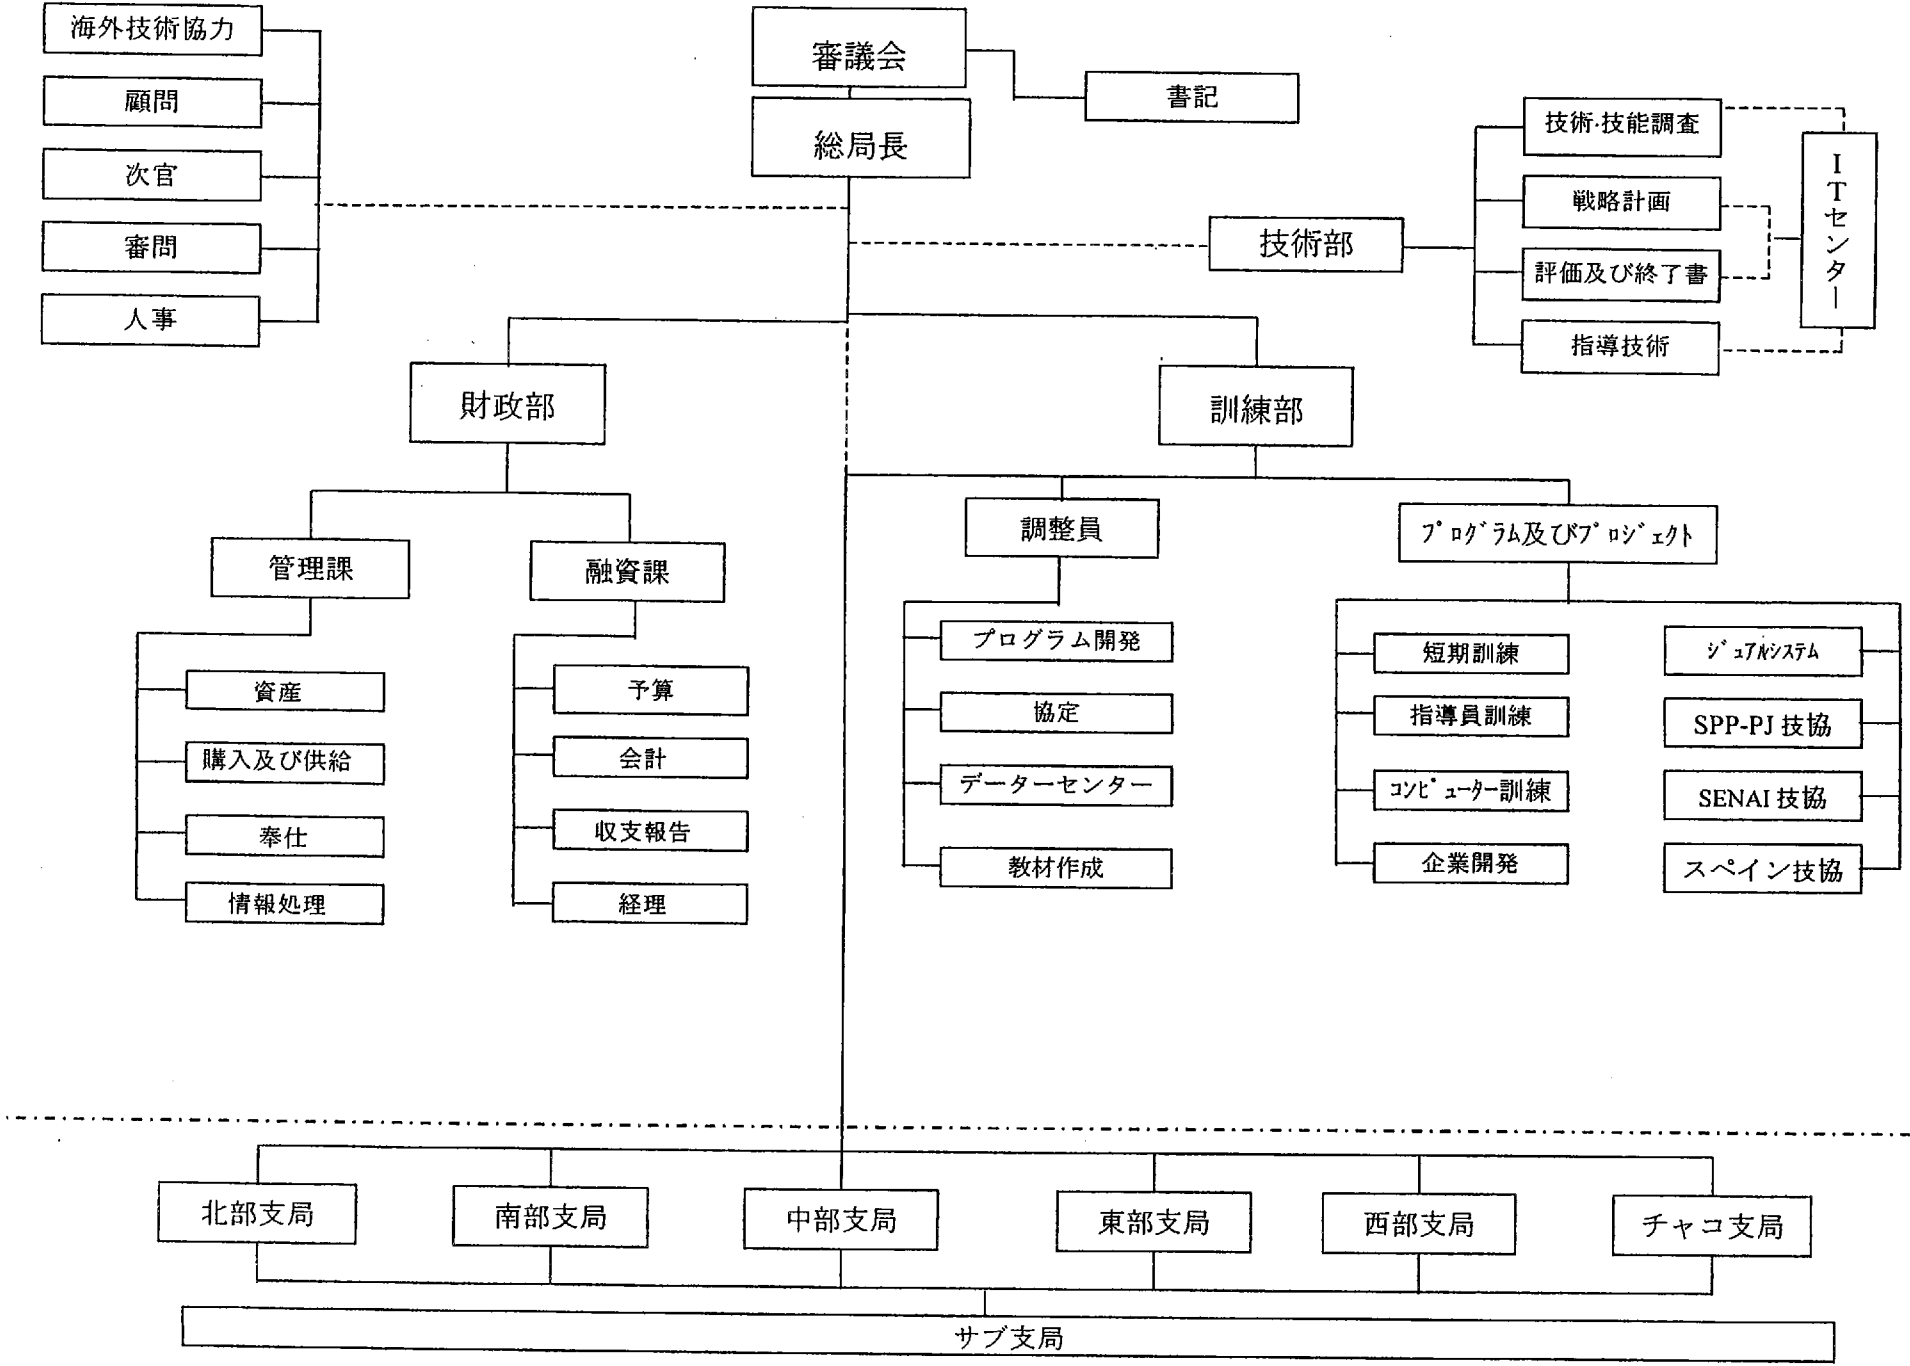 海外技術協力
顧問
次官
審問
人事
審議会
書記
総局長
技術部
技術·技能調査
戦略計画
評価及び終了書
指導技術
ITセンター
財政部
訓練部
管理課
融資課
調整員
プログラム及びプロジェクト
資産
購入及び供給
奉仕
情報処理
予算
会計
収支報告
経理
プログラム開発
協定
データーセンター
教材作成
短期訓練
指導員訓練
コンピューター訓練
企業開発
ジュアルシステム
SPP-PJ 技協
SENAI 技協
スペイン技協
北部支局
南部支局
中部支局
東部支局
西部支局
チャコ支局
サブ支局